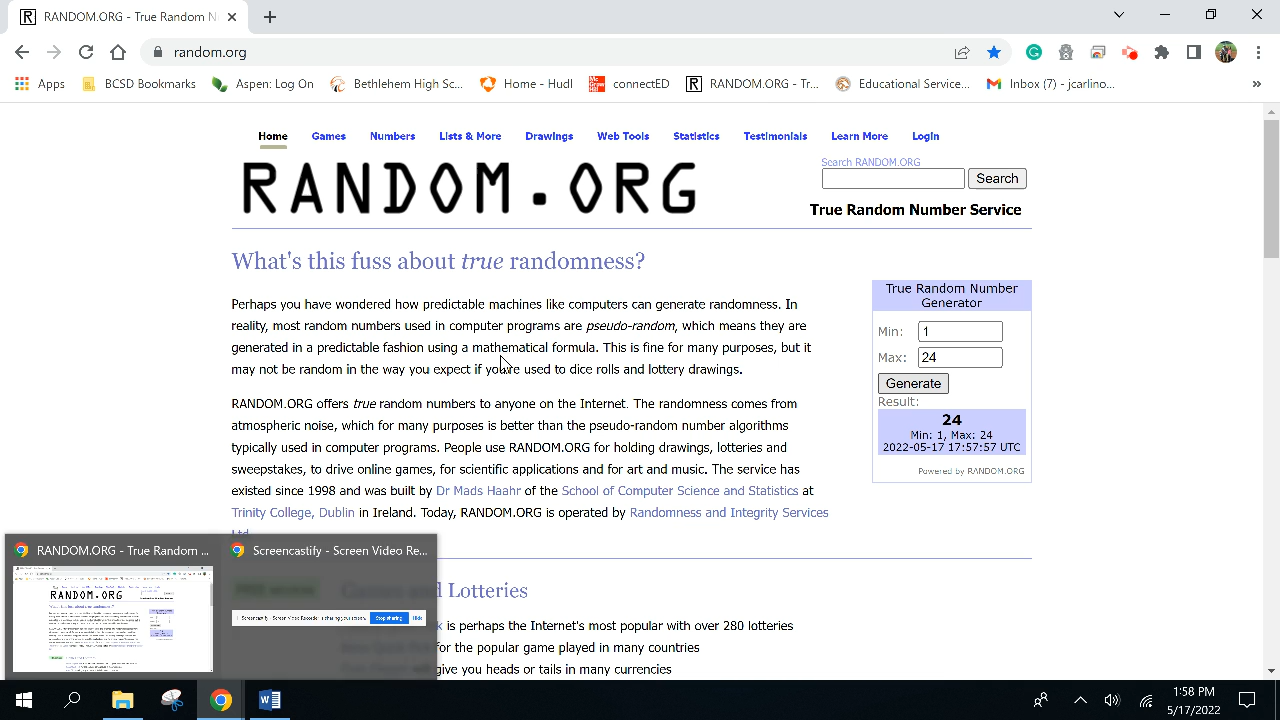 RANDOM.ORG - True Random N
random.org
Apps BCSD Bookmarks Aspen: Log On Bethlehem High Sc... Home - Hudl connectED RANDOM.ORG - Tr... Educational Service... Inbox (7) - jcarlino... »
Home Games Numbers Lists & More Drawings Web Tools Statistics Testimonials Learn More Login
RANDOM.ORG
Search RANDOM.ORG
Search
True Random Number Service
What's this fuss about true randomness?
Perhaps you have wondered how predictable machines like computers can generate randomness. In
reality, most random numbers used in computer programs are pseudo-random, which means they are
generated in a predictable fashion using a mathematical formula. This is fine for many purposes, but it
may not be random in the way you expect if you're used to dice rolls and lottery drawings.
RANDOM.ORG offers true random numbers to anyone on the Internet. The randomness comes from
atmospheric noise, which for many purposes is better than the pseudo-random number algorithms
typically used in computer programs. People use RANDOM.ORG for holding drawings, lotteries and
sweepstakes, to drive online games, for scientific applications and for art and music. The service has
existed since 1998 and was built by Dr Mads Haahr of the School of Computer Science and Statistics at
Trinity College, Dublin in Ireland. Today, RANDOM.ORG is operated by Randomness and Integrity Services
Ltd.
True Random Number
Generator
Min: 1
Max: 24
Generate
Result:
24
Min: 1, Max: 24
2022-05-17 17:57:57 UTC
Powered by RANDOM.ORG
Games and Lotteries
is perhaps the Internet's most popular with over 280 lotteries
for the popular game played in many countries
give you heads or tails in many currencies
RANDOM.ORG - True Random ...
Screencastify - Screen Video Re...
RANDOM.ORG
Stop sharing
Hide
1:58 PM
5/17/2022